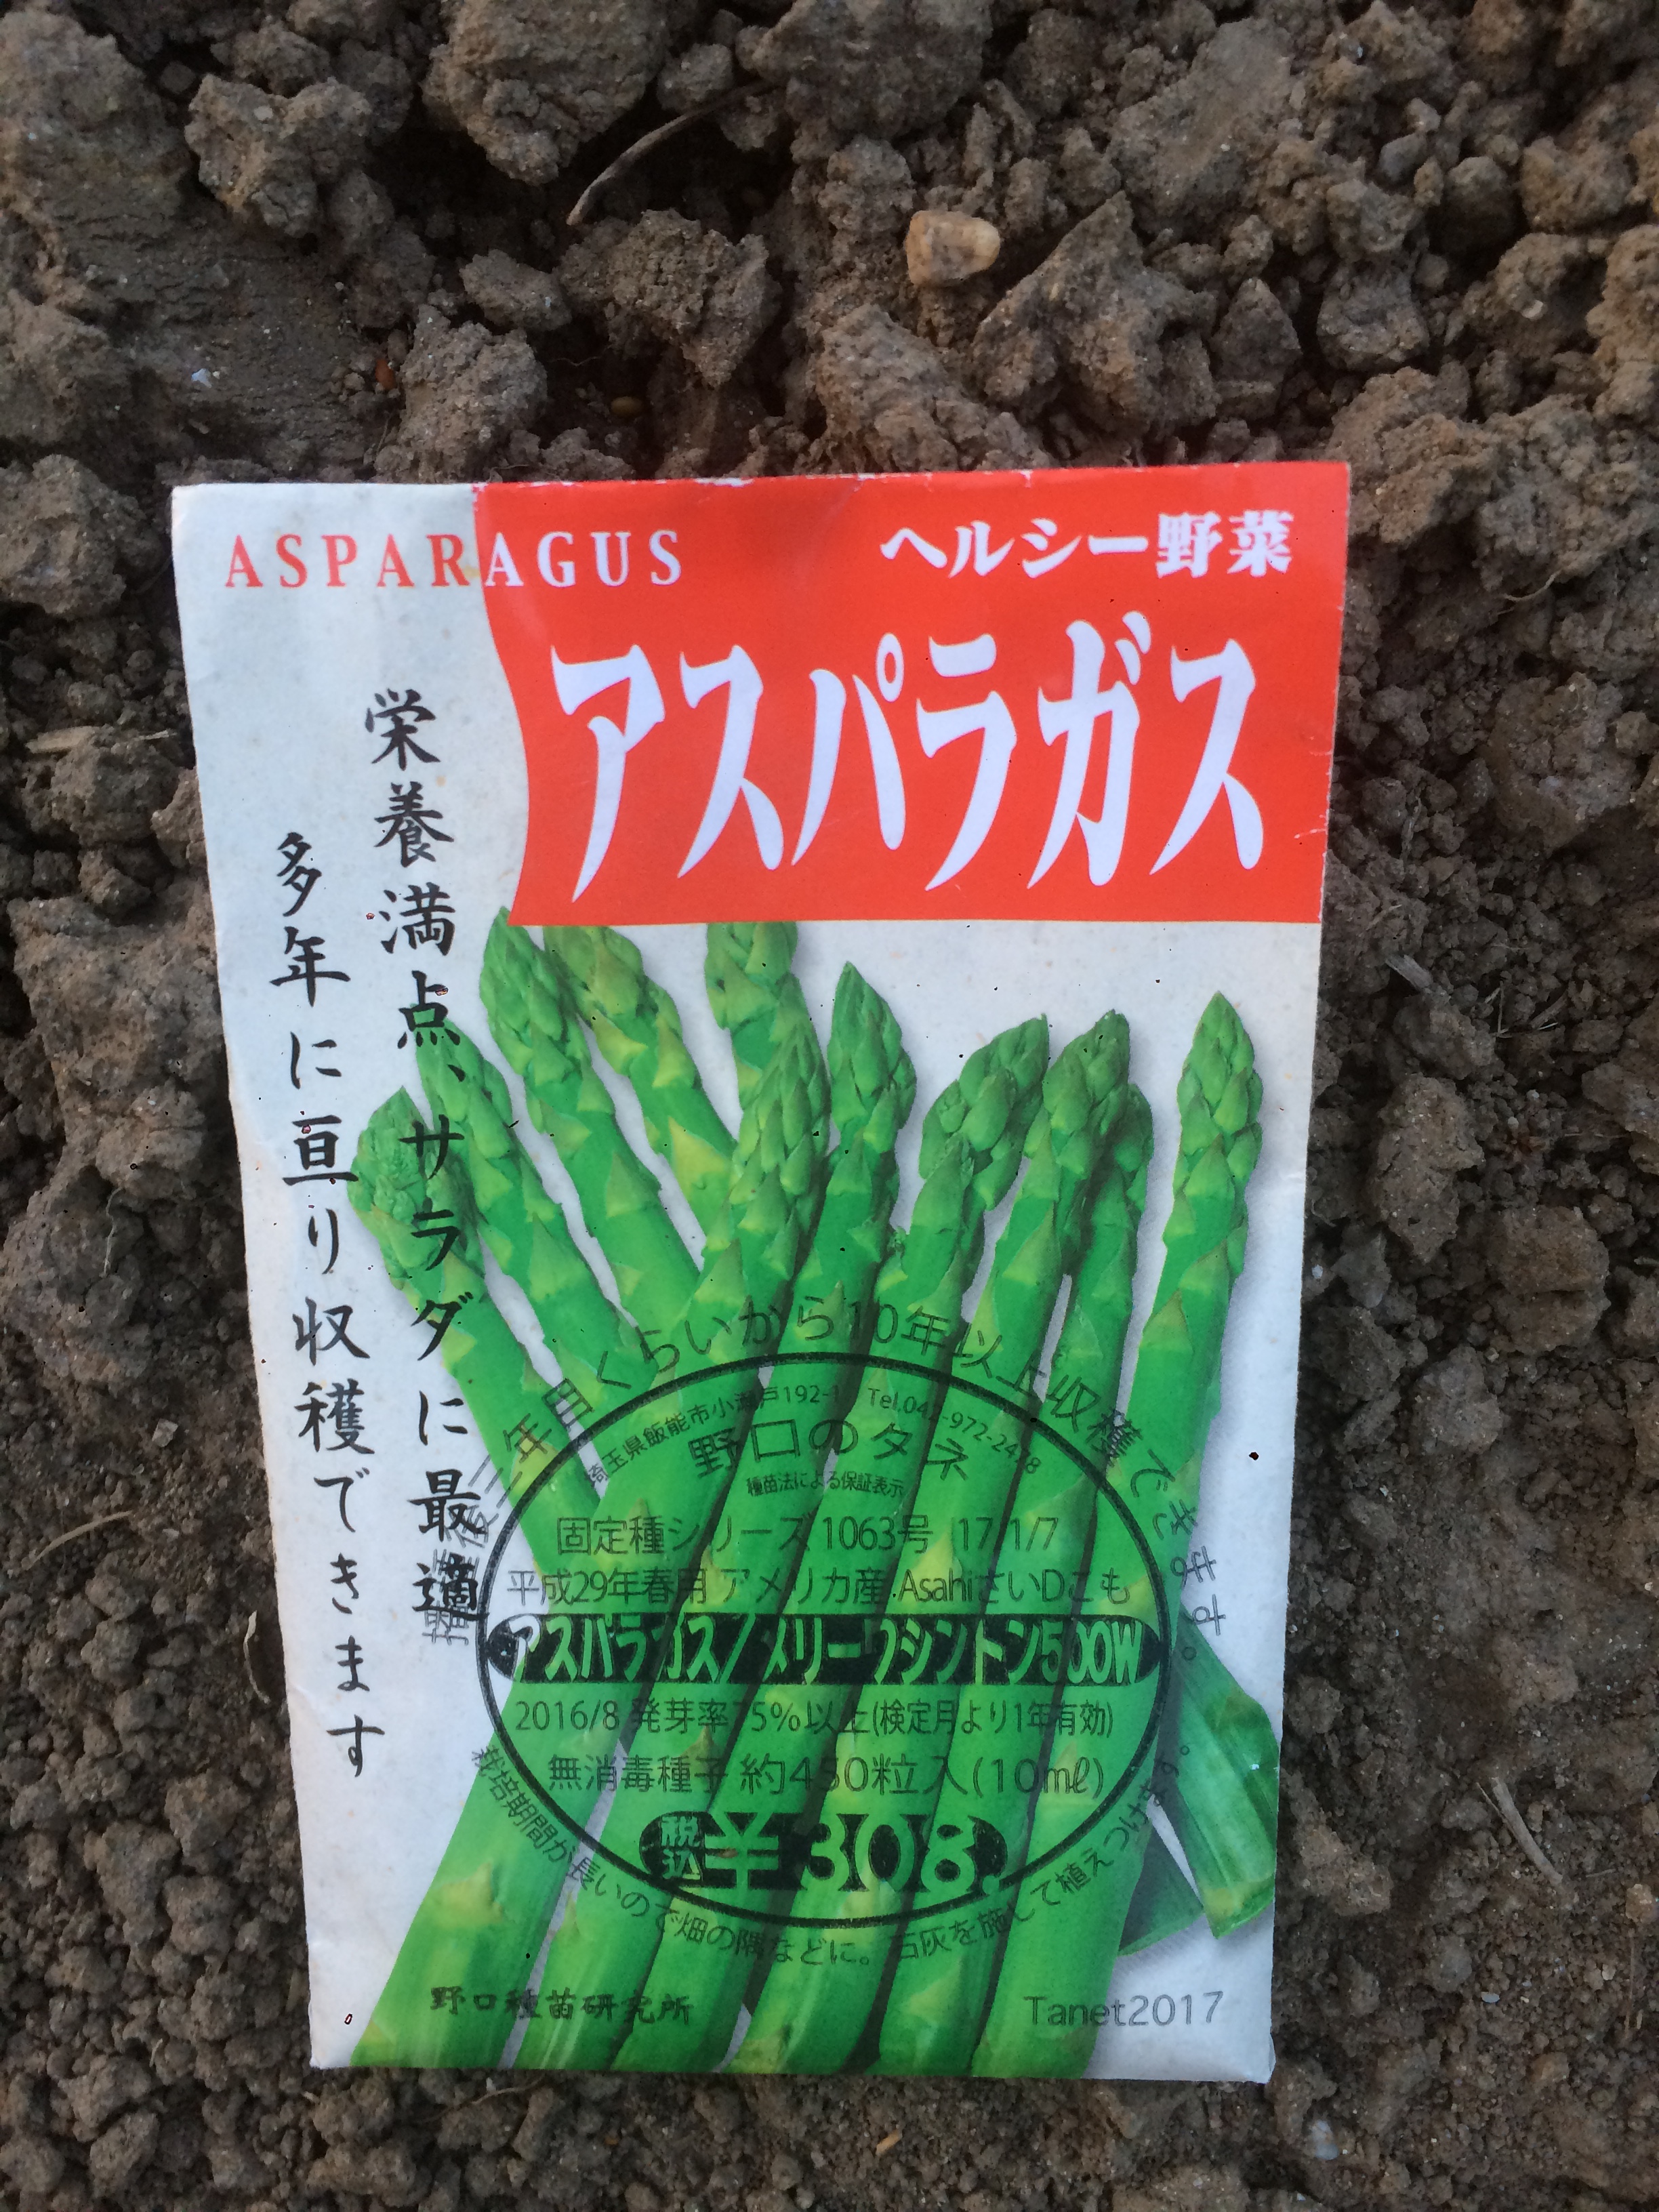 ASPARAGUS
ヘルシー野菜
アスパラガス
栄養満点、サラダに最適
多年に亘り収穫できます
播種後三年目くらいから10年以上収穫できます。
埼玉県飯能市小瀬戸192-1 Tel.042-972-2478
野口のタネ
種苗法による保証表示
固定種シリーズ 1063号 17 1/7
平成29年春用 アメリカ産 AsahiさいDこも
アスパラガス/メリーワシントン500W
2016/8 発芽率75%以上(検定月より1年有効)
無消毒種子 約450粒入(10mℓ)
税込 ¥308.
栽培期間が長いので畑の隅などに。石灰を施して植えつけます。
野口種苗研究所
Tanet2017